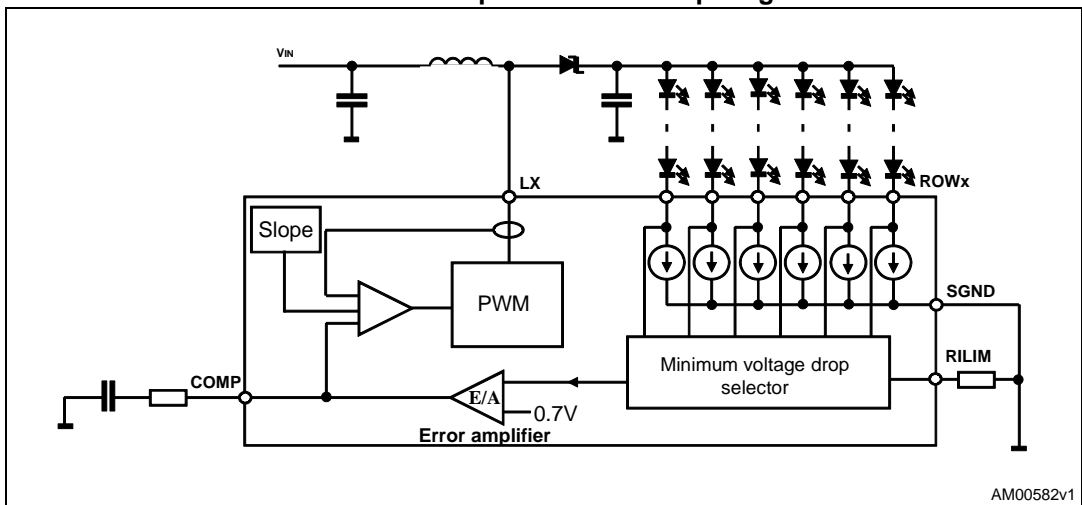 VIN
LX
ROWx
Slope
PWM
SGND
Minimum voltage drop
selector
RILIM
COMP
E/A
0.7V
Error amplifier
AM00582v1